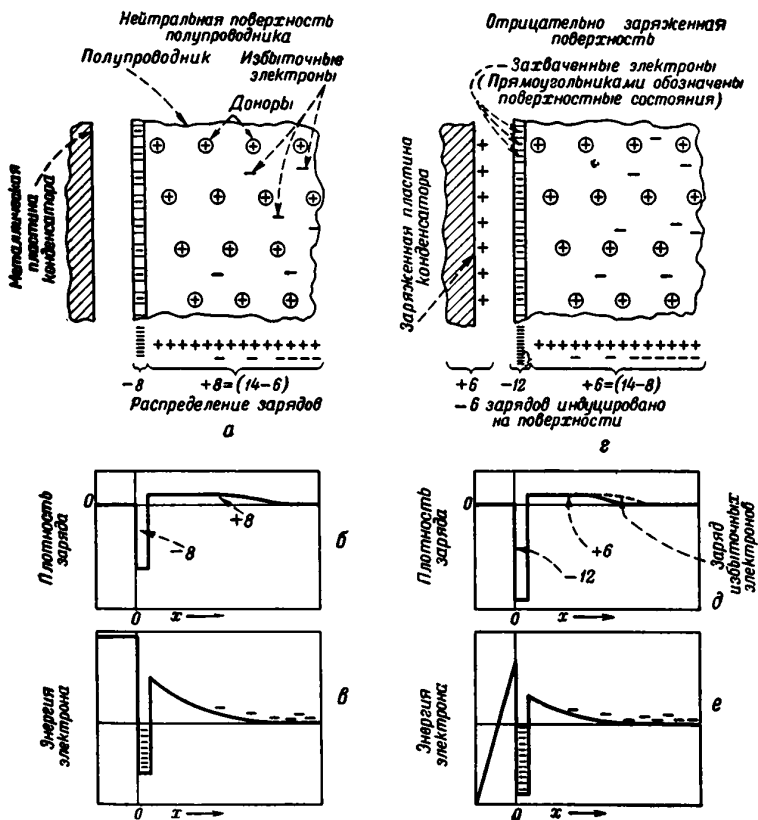 Нейтральная поверхность
полупроводника
Полупроводник
Избыточные
электроны
Доноры
Металлическая
пластина
конденсатора
-8
+8=(14-6)
Распределение зарядов
а
Отрицательно заряженная
поверхность
Захваченные электроны
(Прямоугольниками обозначены
поверхностные состояния)
Заряженная пластина
конденсатора
+6
-12
+6=(14-8)
-6 зарядов индуцировано
на поверхности
г
Плотность
заряда
0
-8
+8
б
0
x
Плотность
заряда
0
-12
+6
Заряд
избыточных
электронов
д
0
x
Энергия
электрона
в
0
x
Энергия
электрона
е
0
x